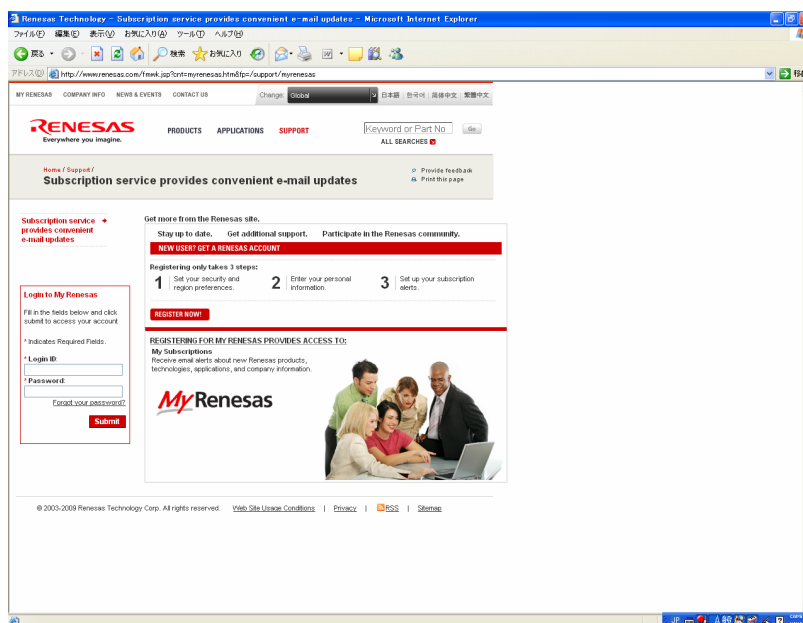 Renesas Technology - Subscription service provides convenient e-mail updates - Microsoft Internet Explorer
ファイル(F) 編集(E) 表示(V) お気に入り(A) ツール(T) ヘルプ(H)
戻る 検索 お気に入り
アドレス(D) http://www.renesas.com/fmwk.jsp?cnt=myrenesas.htm&fp=/support/myrenesas 移動
MY RENESAS COMPANY INFO NEWS & EVENTS CONTACT US Change: Global 日本語 | 한국어 | 简体中文 | 繁體中文
RENESAS
Everywhere you imagine.
PRODUCTS APPLICATIONS SUPPORT
Keyword or Part No Go
ALL SEARCHES
Home / Support /
Subscription service provides convenient e-mail updates
Provide feedback
Print this page
Subscription service
provides convenient
e-mail updates
Login to My Renesas
Fill in the fields below and click
submit to access your account
* Indicates Required Fields.
* Login ID:
* Password:
Forgot your password?
Submit
Get more from the Renesas site.
Stay up to date. Get additional support. Participate in the Renesas community.
NEW USER? GET A RENESAS ACCOUNT
Registering only takes 3 steps:
1 Set your security and
region preferences.
2 Enter your personal
information.
3 Set up your subscription
alerts.
REGISTER NOW!
REGISTERING FOR MY RENESAS PROVIDES ACCESS TO:
My Subscriptions
Receive email alerts about new Renesas products,
technologies, applications, and company information.
MyRenesas
© 2003-2009 Renesas Technology Corp. All rights reserved. Web Site Usage Conditions | Privacy | RSS | Sitemap
JP A般